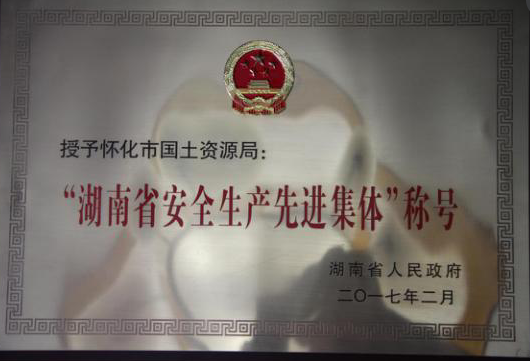 授予怀化市国土资源局：
“湖南省安全生产先进集体”称号
湖南省人民政府
二〇一七年二月